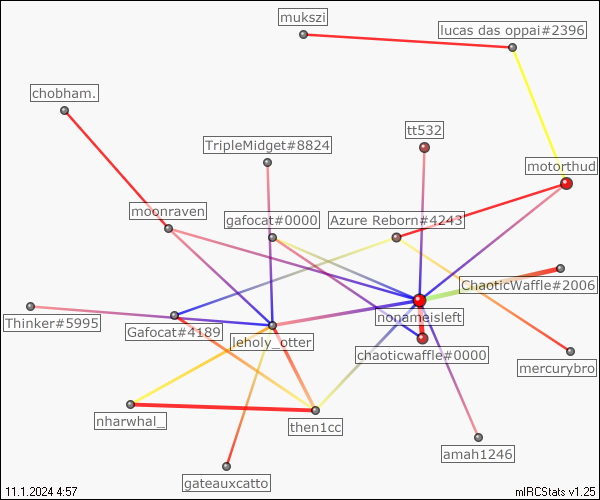 mukszi
lucas das oppai#2396
chobham.
tt532
TripleMidget#8824
motorthud
moonraven
gafocat#0000
Azure Reborn#4243
ChaoticWaffle#2006
nonameisleft
Thinker#5995
Gafocat#4189
leholy_otter
chaoticwaffle#0000
mercurybro
nharwhal_
then1cc
amah1246
gateauxcatto
11.1.2024 4:57
mIRCStats v1.25